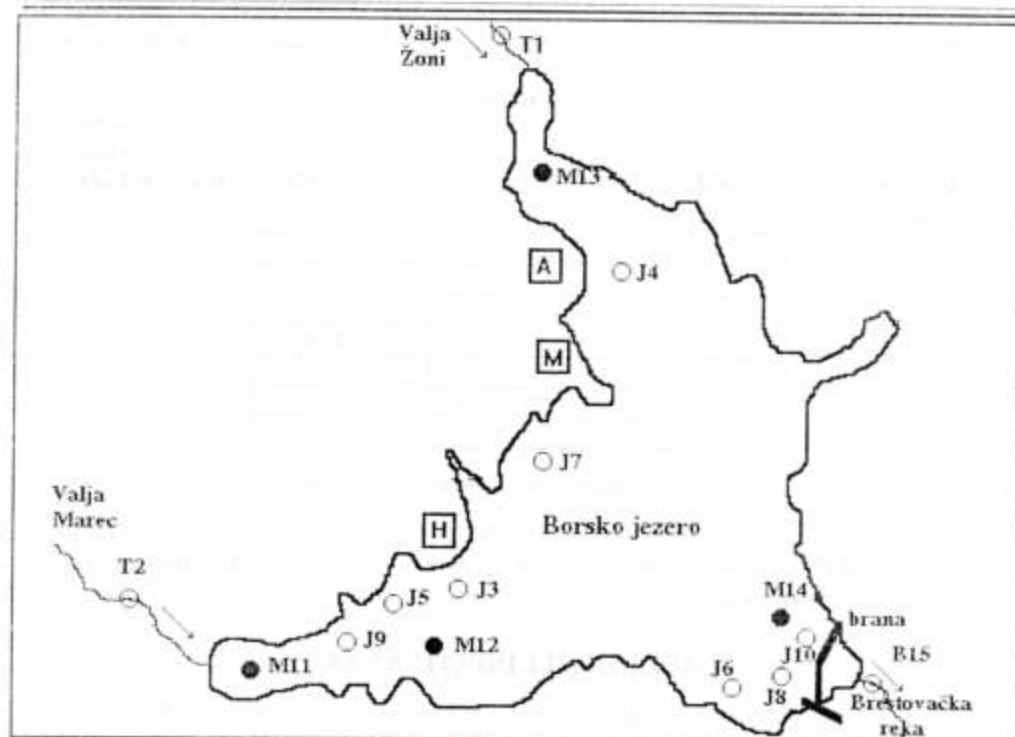 Valja
Žoni
T1
M13
A
J4
M
J7
Valja
Marec
H
Borsko jezero
T2
J5
J3
M14
brana
J9
M12
J10
B15
M11
J6
J8
Brestovačka
reka